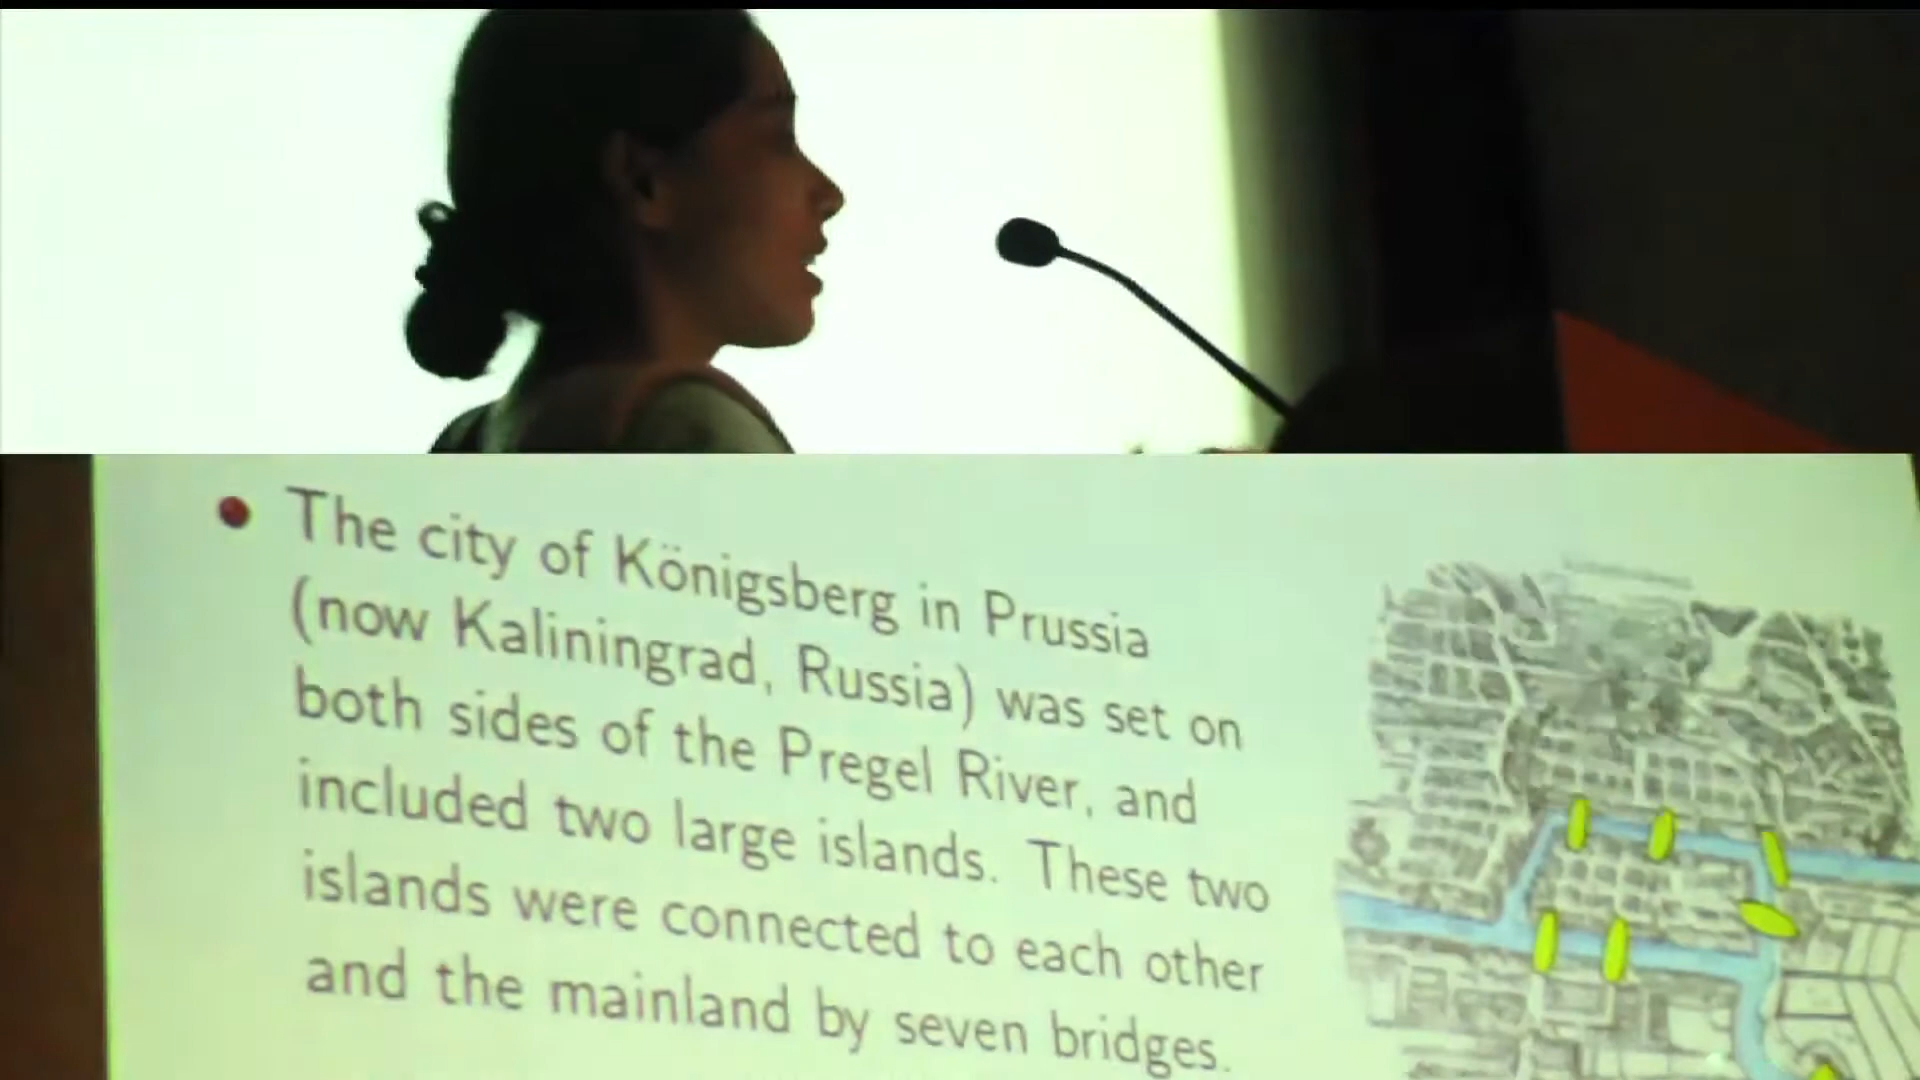 The city of Königsberg in Prussia
(now Kaliningrad, Russia) was set on
both sides of the Pregel River, and
included two large islands. These two
islands were connected to each other
and the mainland by seven bridges.